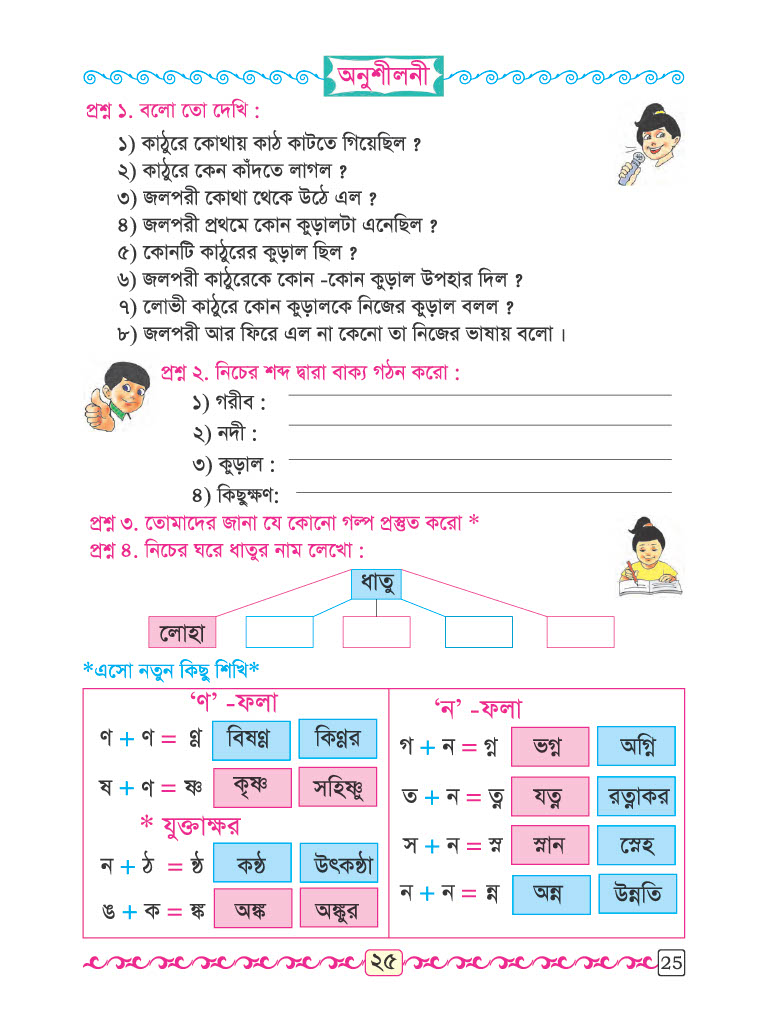 অনুশীলনী
প্রশ্ন ১. বলো তো দেখি :
১) কাঠুরে কোথায় কাঠ কাটতে গিয়েছিল ?
২) কাঠুরে কেন কাঁদতে লাগল ?
৩) জলপরী কোথা থেকে উঠে এল ?
৪) জলপরী প্রথমে কোন কুড়ালটা এনেছিল ?
৫) কোনটি কাঠুরের কুড়াল ছিল ?
৬) জলপরী কাঠুরেকে কোন -কোন কুড়াল উপহার দিল ?
৭) লোভী কাঠুরে কোন কুড়ালকে নিজের কুড়াল বলল ?
৮) জলপরী আর ফিরে এল না কেনো তা নিজের ভাষায় বলো ।
প্রশ্ন ২. নিচের শব্দ দ্বারা বাক্য গঠন করো :
১) গরীব :
২) নদী :
৩) কুড়াল :
৪) কিছুক্ষণ:
প্রশ্ন ৩. তোমাদের জানা যে কোনো গল্প প্রস্তুত করো *
প্রশ্ন ৪. নিচের ঘরে ধাতুর নাম লেখো :
ধাতু
লোহা
*এসো নতুন কিছু শিখি*
‘ণ’ -ফলা
ণ + ণ = ণ্ণ বিষণ্ণ কিণ্ণর
ষ + ণ = ষ্ণ কৃষ্ণ সহিষ্ণু
* যুক্তাক্ষর
ন + ঠ = ন্ঠ কন্ঠ উৎকন্ঠা
ঙ + ক = ঙ্ক অঙ্ক অঙ্কুর
‘ন’ -ফলা
গ + ন = গ্ন ভগ্ন অগ্নি
ত + ন = ত্ন যত্ন রত্নাকর
স + ন = স্ন স্নান স্নেহ
ন + ন = ন্ন অন্ন উন্নতি
২৫
25